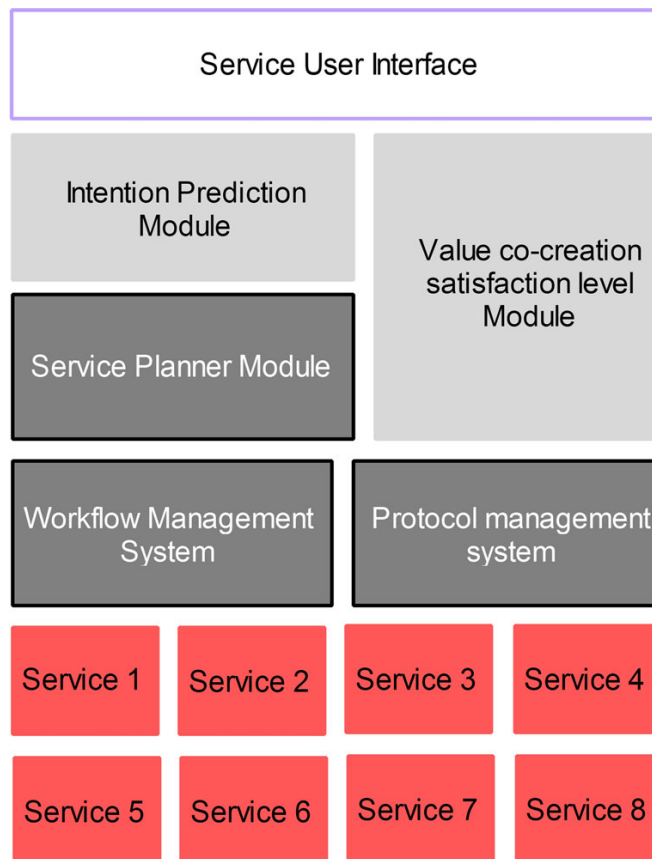 Service User Interface
Intention Prediction
Module
Value co-creation
satisfaction level
Module
Service Planner Module
Workflow Management
System
Protocol management
system
Service 1
Service 2
Service 3
Service 4
Service 5
Service 6
Service 7
Service 8